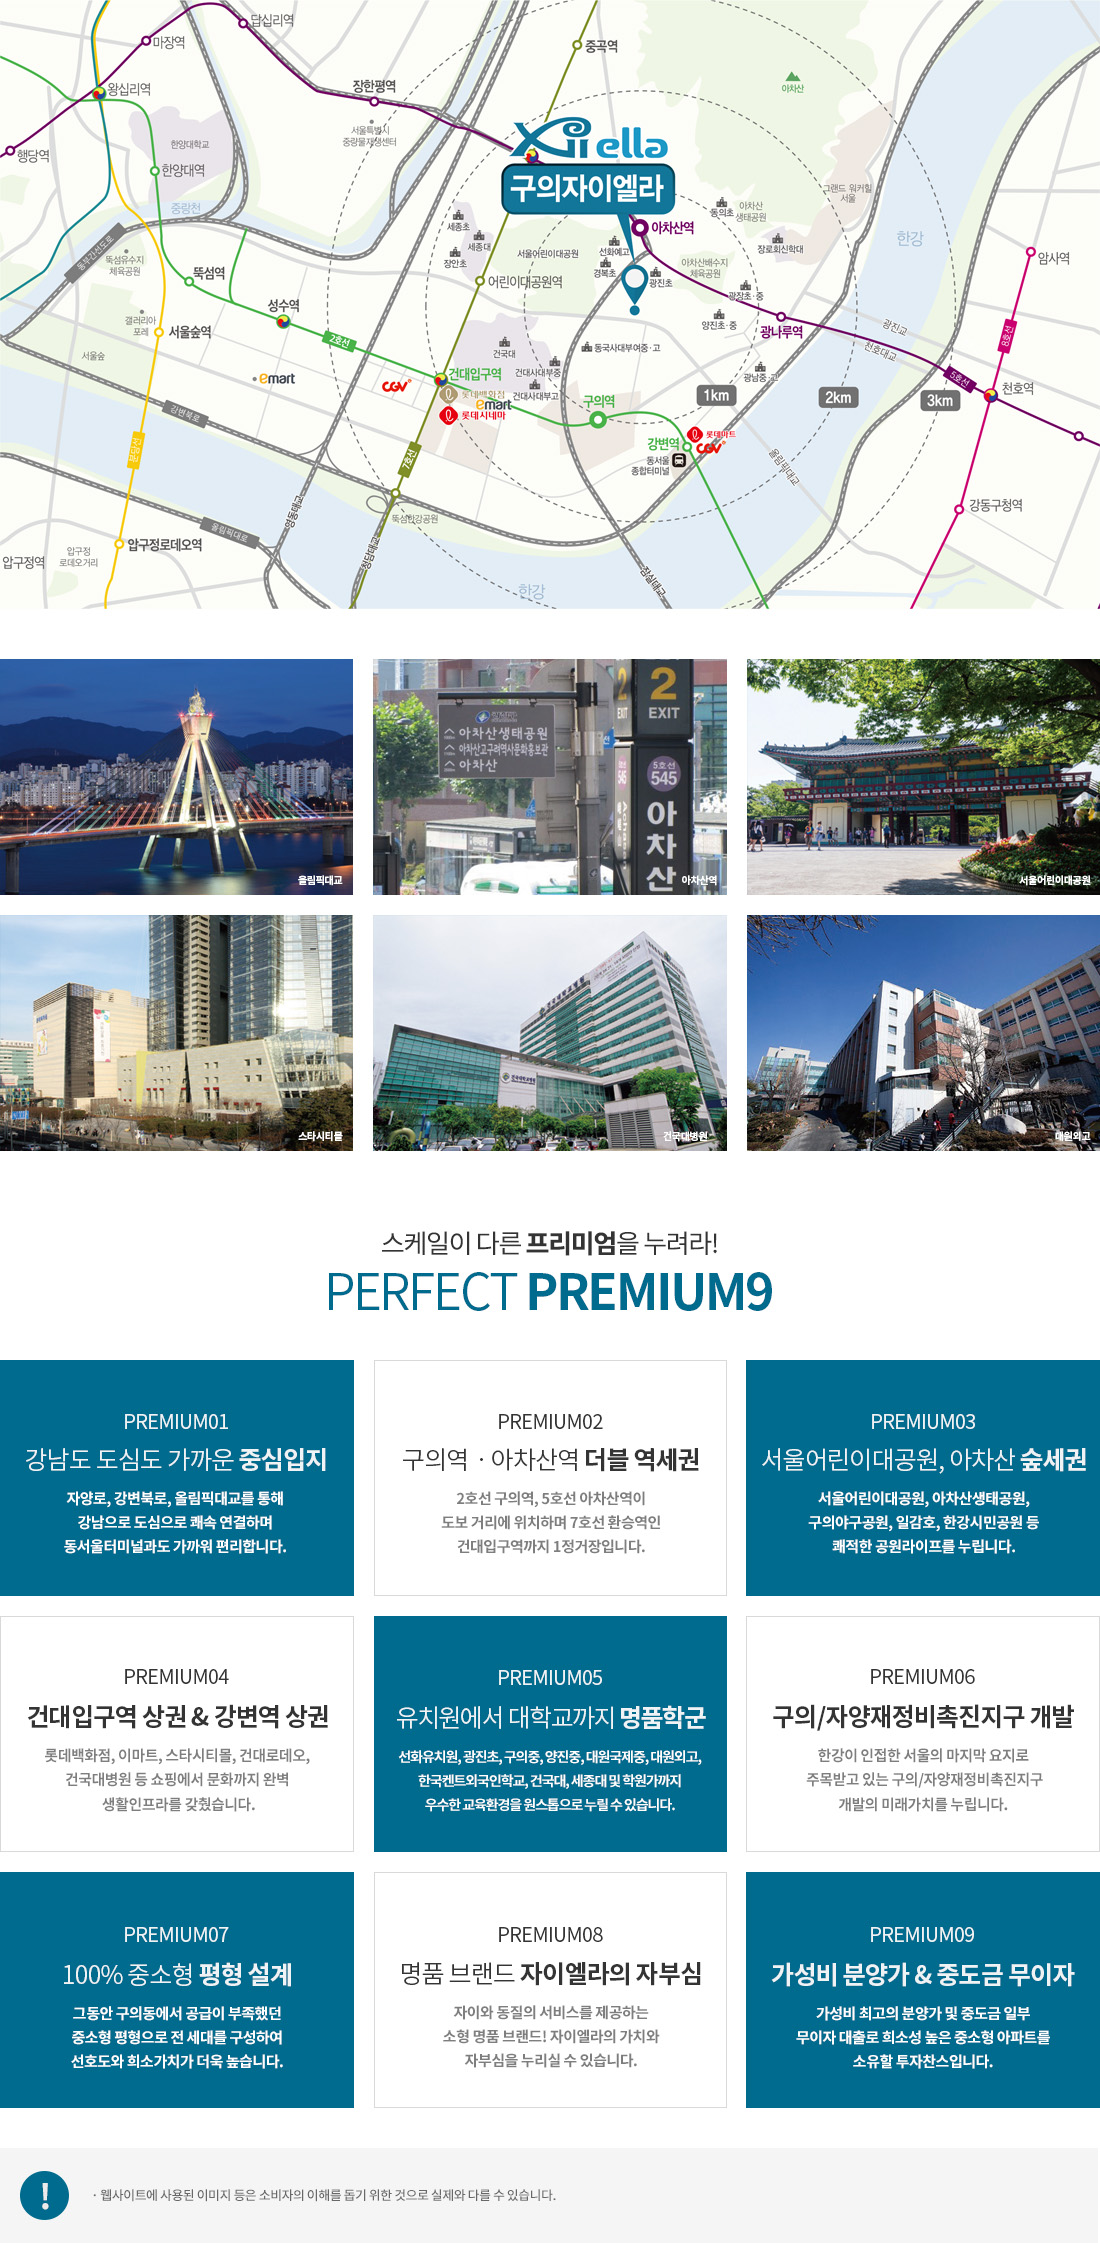 답십리역
마장역
중곡역
왕십리역
장한평역
아차산
서울특별시
중랑물재생센터
한양대학교
행당역
한양대역
Xii ella
구의자이엘라
그랜드 워커힐
서울
중랑천
세종초
동의초
아차산
생태공원
아차산역
한강
동부간선도로
세종대
장안초
서울어린이대공원
선화예고
장로회신학대
뚝섬유수지
체육공원
경복초
광진초
아차산배수지
체육공원
암사역
뚝섬역
어린이대공원역
광장초·중
성수역
갤러리아
포레
서울숲역
양진초·중
광나루역
광진교
천호대교
8호선
2호선
건국대
동국사대부여중·고
서울숲
emart
CGV
건대입구역
건대사대부중
광남중·고
5호선
천호역
롯데백화점
건대사대부고
emart
롯데시네마
구의역
1km
2km
3km
강변북로
분당선
7호선
강변역
롯데마트
CGV
동서울
종합터미널
올림픽대교
강동구청역
뚝섬한강공원
영동대교
올림픽대로
압구정로데오역
압구정
로데오거리
압구정역
청담대교
잠실대교
한강
아차산생태공원
아차산고구려역사문화홍보관
아차산
2
EXIT
2
EXIT
5호선
545
아차산
올림픽대교
아차산역
서울어린이대공원
스타시티몰
건국대병원
대원외고
스케일이 다른 프리미엄을 누려라!
PERFECT PREMIUM9
PREMIUM01
강남도 도심도 가까운 중심입지
자양로, 강변북로, 올림픽대교를 통해
강남으로 도심으로 쾌속 연결하며
동서울터미널과도 가까워 편리합니다.
PREMIUM02
구의역 · 아차산역 더블 역세권
2호선 구의역, 5호선 아차산역이
도보 거리에 위치하며 7호선 환승역인
건대입구역까지 1정거장입니다.
PREMIUM03
서울어린이대공원, 아차산 숲세권
서울어린이대공원, 아차산생태공원,
구의야구공원, 일감호, 한강시민공원 등
쾌적한 공원라이프를 누립니다.
PREMIUM04
건대입구역 상권 & 강변역 상권
롯데백화점, 이마트, 스타시티몰, 건대로데오,
건국대병원 등 쇼핑에서 문화까지 완벽
생활인프라를 갖췄습니다.
PREMIUM05
유치원에서 대학교까지 명품학군
선화유치원, 광진초, 구의중, 양진중, 대원국제중, 대원외고,
한국켄트외국인학교, 건국대, 세종대 및 학원가까지
우수한 교육환경을 원스톱으로 누릴 수 있습니다.
PREMIUM06
구의/자양재정비촉진지구 개발
한강이 인접한 서울의 마지막 요지로
주목받고 있는 구의/자양재정비촉진지구
개발의 미래가치를 누립니다.
PREMIUM07
100% 중소형 평형 설계
그동안 구의동에서 공급이 부족했던
중소형 평형으로 전 세대를 구성하여
선호도와 희소가치가 더욱 높습니다.
PREMIUM08
명품 브랜드 자이엘라의 자부심
자이와 동질의 서비스를 제공하는
소형 명품 브랜드! 자이엘라의 가치와
자부심을 누리실 수 있습니다.
PREMIUM09
가성비 분양가 & 중도금 무이자
가성비 최고의 분양가 및 중도금 일부
무이자 대출로 희소성 높은 중소형 아파트를
소유할 투자찬스입니다.
· 웹사이트에 사용된 이미지 등은 소비자의 이해를 돕기 위한 것으로 실제와 다를 수 있습니다.